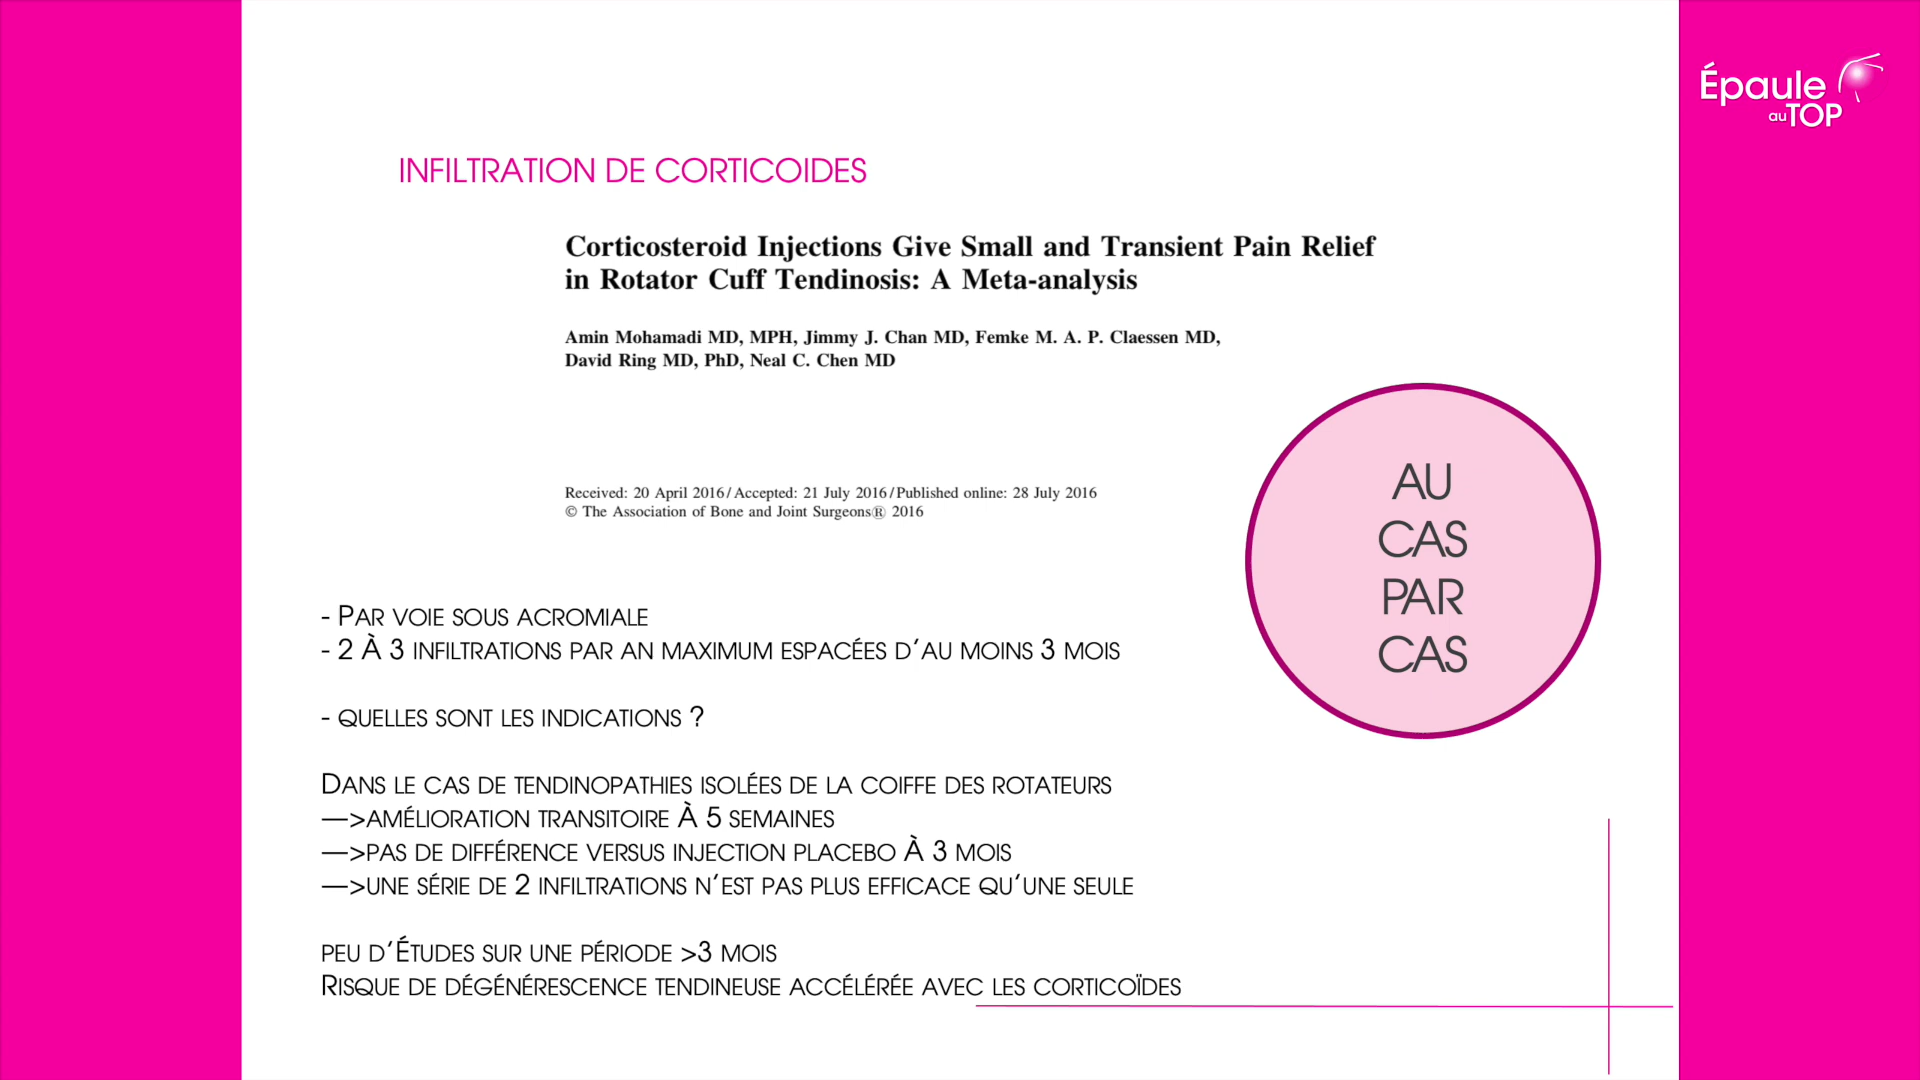 Épaule
au TOP
INFILTRATION DE CORTICOIDES
Corticosteroid Injections Give Small and Transient Pain Relief
in Rotator Cuff Tendinosis: A Meta-analysis
Amin Mohamadi MD, MPH, Jimmy J. Chan MD, Femke M. A. P. Claessen MD,
David Ring MD, PhD, Neal C. Chen MD
Received: 20 April 2016 / Accepted: 21 July 2016 / Published online: 28 July 2016
© The Association of Bone and Joint Surgeons® 2016
AU
CAS
PAR
CAS
- PAR VOIE SOUS ACROMIALE
- 2 À 3 INFILTRATIONS PAR AN MAXIMUM ESPACÉES D'AU MOINS 3 MOIS
- QUELLES SONT LES INDICATIONS ?
DANS LE CAS DE TENDINOPATHIES ISOLÉES DE LA COIFFE DES ROTATEURS
—>AMÉLIORATION TRANSITOIRE À 5 SEMAINES
—>PAS DE DIFFÉRENCE VERSUS INJECTION PLACEBO À 3 MOIS
—>UNE SÉRIE DE 2 INFILTRATIONS N'EST PAS PLUS EFFICACE QU'UNE SEULE
PEU D'ÉTUDES SUR UNE PÉRIODE >3 MOIS
RISQUE DE DÉGÉNÉRESCENCE TENDINEUSE ACCÉLÉRÉE AVEC LES CORTICOÏDES